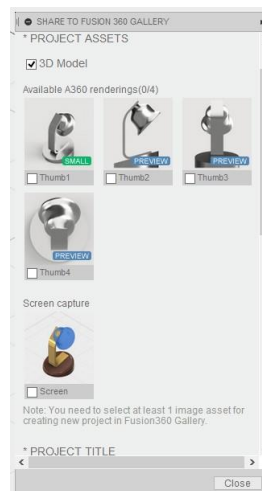 SHARE TO FUSION 360 GALLERY
* PROJECT ASSETS
3D Model
Available A360 renderings(0/4)
SMALL
PREVIEW
PREVIEW
Thumb1
Thumb2
Thumb3
PREVIEW
Thumb4
Screen capture
Screen
Note: You need to select at least 1 image asset for
creating new project in Fusion360 Gallery.
* PROJECT TITLE
Close